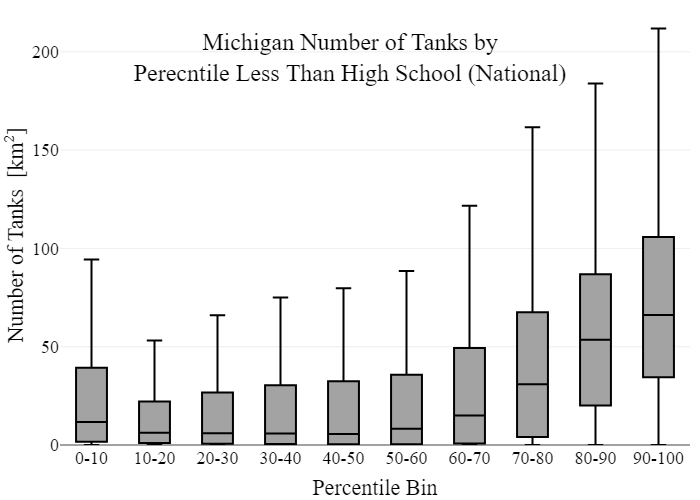 Michigan Number of Tanks by
Perecntile Less Than High School (National)
Number of Tanks [km²]
200
150
100
50
0
0-10 10-20 20-30 30-40 40-50 50-60 60-70 70-80 80-90 90-100
Percentile Bin